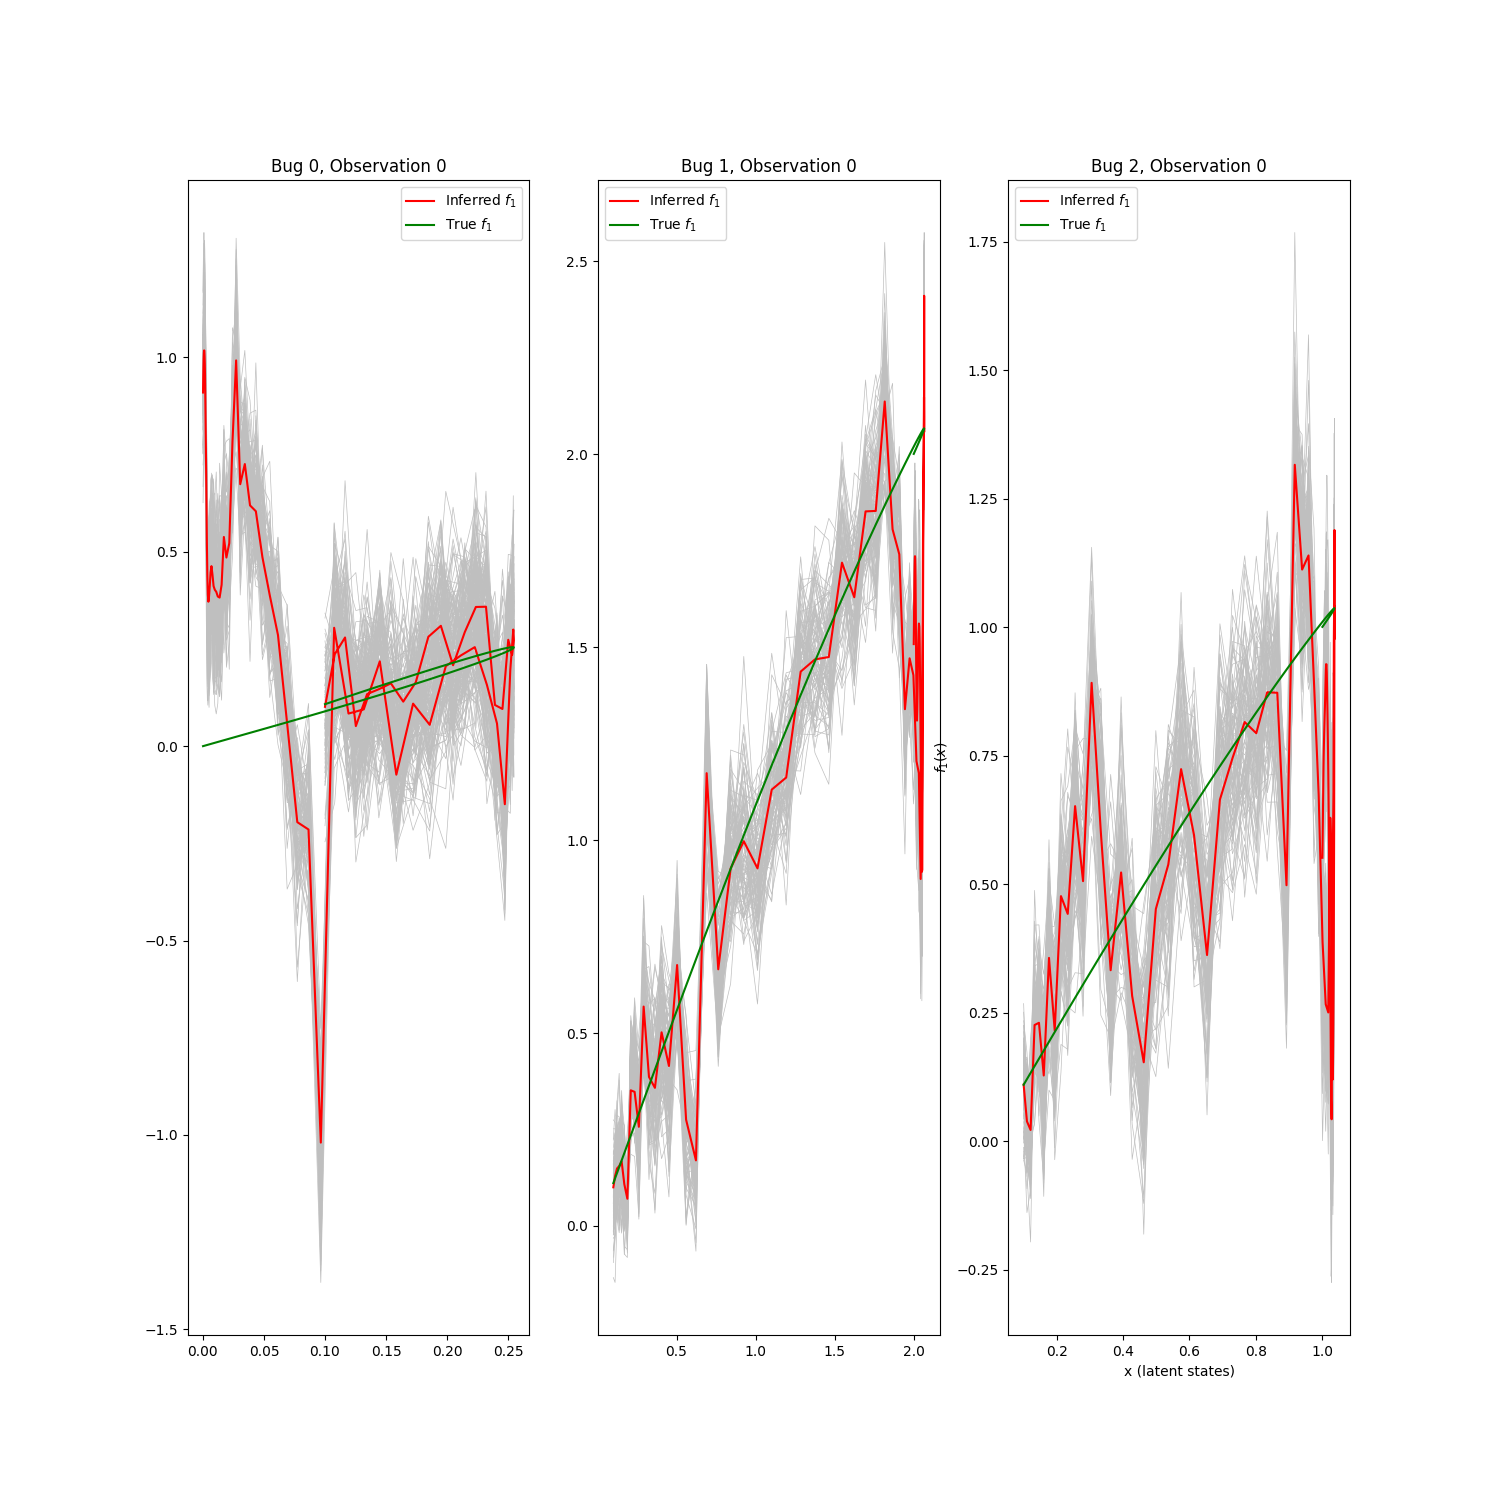 Bug 0, Observation 0
Inferred f₁
True f₁
1.0
0.5
0.0
−0.5
−1.0
−1.5
0.00 0.05 0.10 0.15 0.20 0.25
Bug 1, Observation 0
Inferred f₁
True f₁
2.5
2.0
1.5
1.0
0.5
0.0
0.5 1.0 1.5 2.0
Bug 2, Observation 0
Inferred f₁
True f₁
f₁(x)
1.75
1.50
1.25
1.00
0.75
0.50
0.25
0.00
−0.25
0.2 0.4 0.6 0.8 1.0
x (latent states)